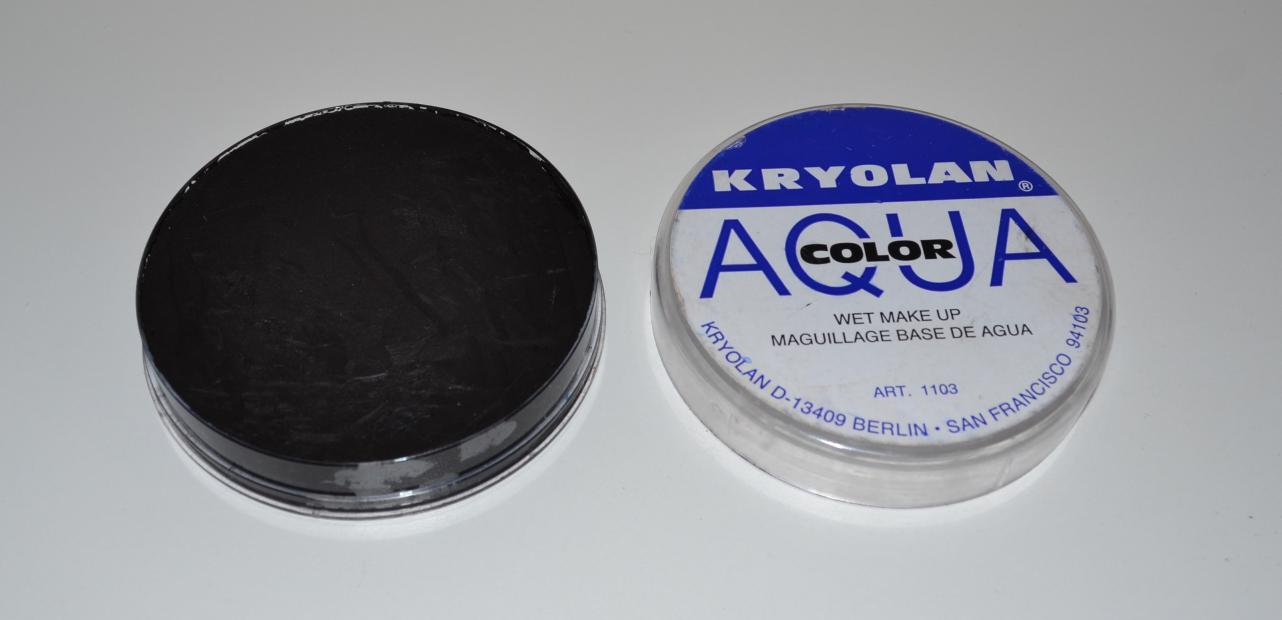 KRYOLAN®
AQUA
COLOR
WET MAKE UP
MAGUILLAGE BASE DE AGUA
ART. 1103
KRYOLAN D-13409 BERLIN · SAN FRANCISCO 94103